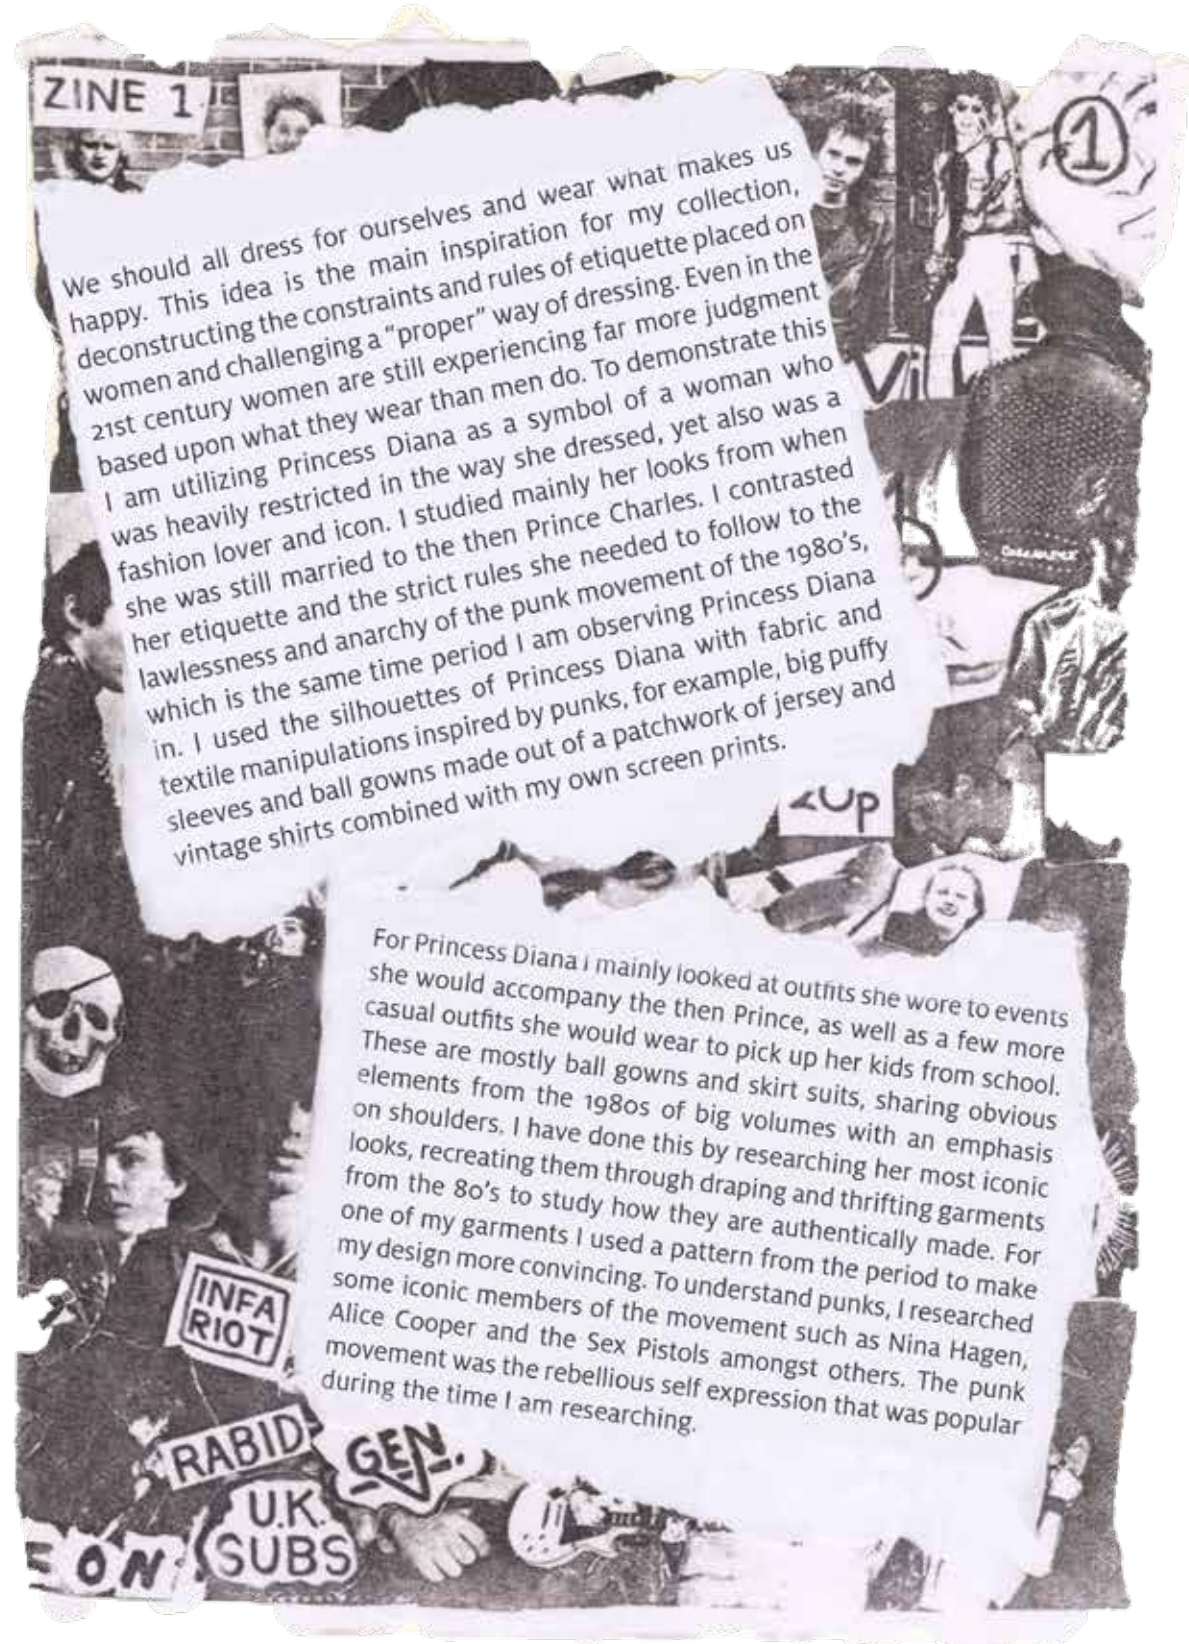 ZINE 1
1
We should all dress for ourselves and wear what makes us
happy. This idea is the main inspiration for my collection,
deconstructing the constraints and rules of etiquette placed on
women and challenging a “proper” way of dressing. Even in the
21st century women are still experiencing far more judgment
based upon what they wear than men do. To demonstrate this
I am utilizing Princess Diana as a symbol of a woman who
was heavily restricted in the way she dressed, yet also was a
fashion lover and icon. I studied mainly her looks from when
she was still married to the then Prince Charles. I contrasted
her etiquette and the strict rules she needed to follow to the
lawlessness and anarchy of the punk movement of the 1980’s,
which is the same time period I am observing Princess Diana
in. I used the silhouettes of Princess Diana with fabric and
textile manipulations inspired by punks, for example, big puffy
sleeves and ball gowns made out of a patchwork of jersey and
vintage shirts combined with my own screen prints.
For Princess Diana i mainly looked at outfits she wore to events
she would accompany the then Prince, as well as a few more
casual outfits she would wear to pick up her kids from school.
These are mostly ball gowns and skirt suits, sharing obvious
elements from the 1980s of big volumes with an emphasis
on shoulders. I have done this by researching her most iconic
looks, recreating them through draping and thrifting garments
from the 80’s to study how they are authentically made. For
one of my garments I used a pattern from the period to make
my design more convincing. To understand punks, I researched
some iconic members of the movement such as Nina Hagen,
Alice Cooper and the Sex Pistols amongst others. The punk
movement was the rebellious self expression that was popular
during the time I am researching.
INFA
RIOT
RABID
GEN.
U.K.
SUBS
ON